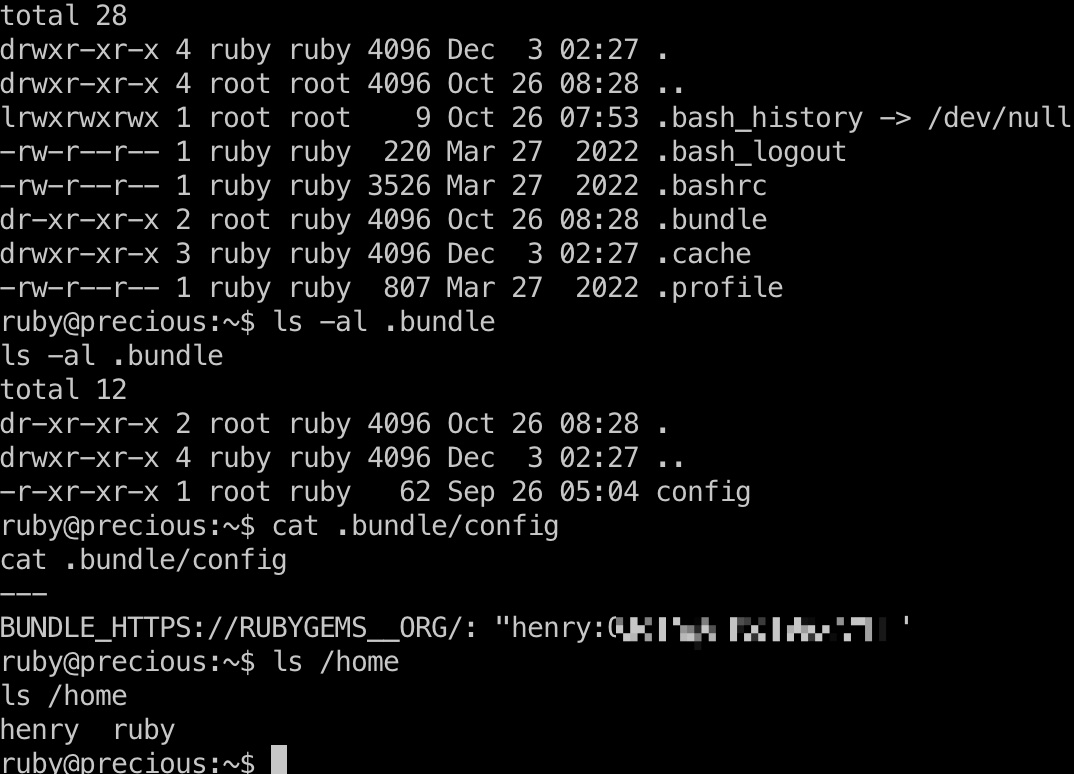 total 28
drwxr-xr-x 4 ruby ruby 4096 Dec  3 02:27 .
drwxr-xr-x 4 root root 4096 Oct 26 08:28 ..
lrwxrwxrwx 1 root root    9 Oct 26 07:53 .bash_history -> /dev/null
-rw-r--r-- 1 ruby ruby  220 Mar 27  2022 .bash_logout
-rw-r--r-- 1 ruby ruby 3526 Mar 27  2022 .bashrc
dr-xr-xr-x 2 root ruby 4096 Oct 26 08:28 .bundle
drwxr-xr-x 3 ruby ruby 4096 Dec  3 02:27 .cache
-rw-r--r-- 1 ruby ruby  807 Mar 27  2022 .profile
ruby@precious:~$ ls -al .bundle
ls -al .bundle
total 12
dr-xr-xr-x 2 root ruby 4096 Oct 26 08:28 .
drwxr-xr-x 4 ruby ruby 4096 Dec  3 02:27 ..
-r-xr-xr-x 1 root ruby   62 Sep 26 05:04 config
ruby@precious:~$ cat .bundle/config
cat .bundle/config
---
BUNDLE_HTTPS://RUBYGEMS__ORG/: "henry:
ruby@precious:~$ ls /home
ls /home
henry  ruby
ruby@precious:~$